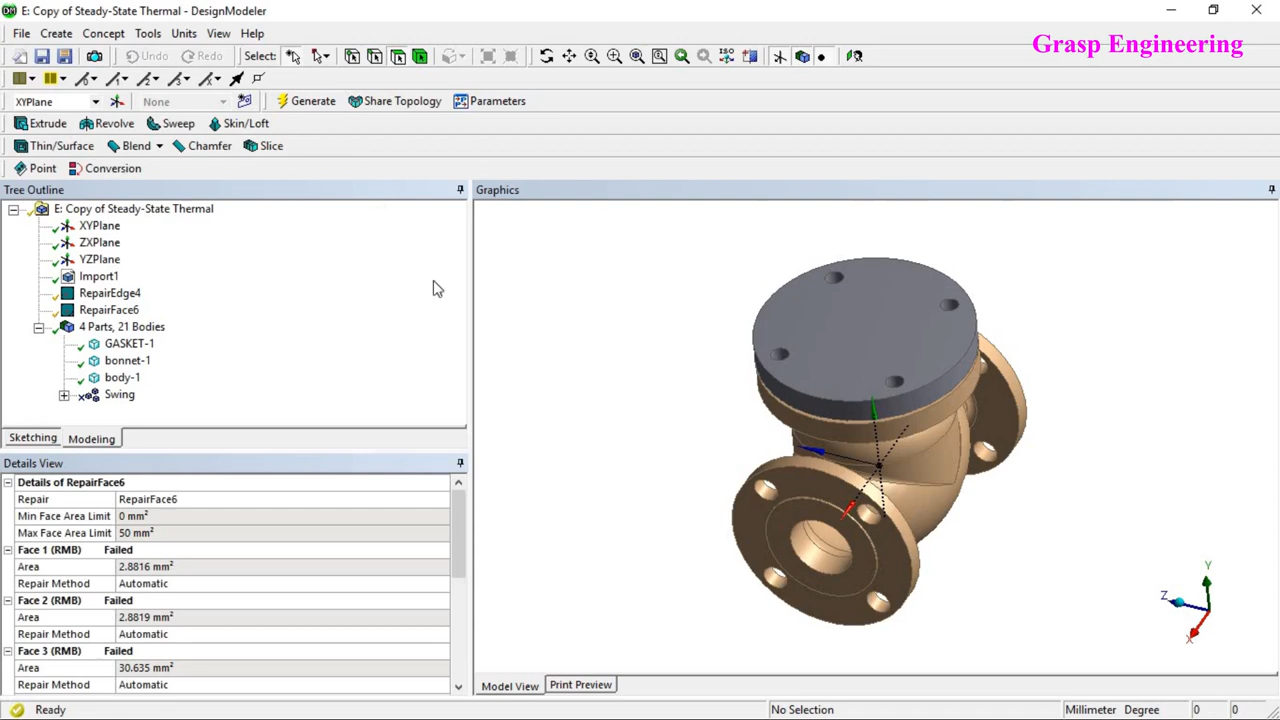 E: Copy of Steady-State Thermal - DesignModeler
File Create Concept Tools Units View Help
Grasp Engineering
Undo Redo Select: ISO
XYPlane None Generate Share Topology Parameters
Extrude Revolve Sweep Skin/Loft
Thin/Surface Blend Chamfer Slice
Point Conversion
Tree Outline
Graphics
E: Copy of Steady-State Thermal
XYPlane
ZXPlane
YZPlane
Import1
RepairEdge4
RepairFace6
4 Parts, 21 Bodies
GASKET-1
bonnet-1
body-1
Swing
Sketching Modeling
Details View
Details of RepairFace6
Repair RepairFace6
Min Face Area Limit 0 mm²
Max Face Area Limit 50 mm²
Face 1 (RMB) Failed
Area 2.8816 mm²
Repair Method Automatic
Face 2 (RMB) Failed
Area 2.8819 mm²
Repair Method Automatic
Face 3 (RMB) Failed
Area 30.635 mm²
Repair Method Automatic
Y
Z
X
Model View Print Preview
Ready No Selection Millimeter Degree 0 0